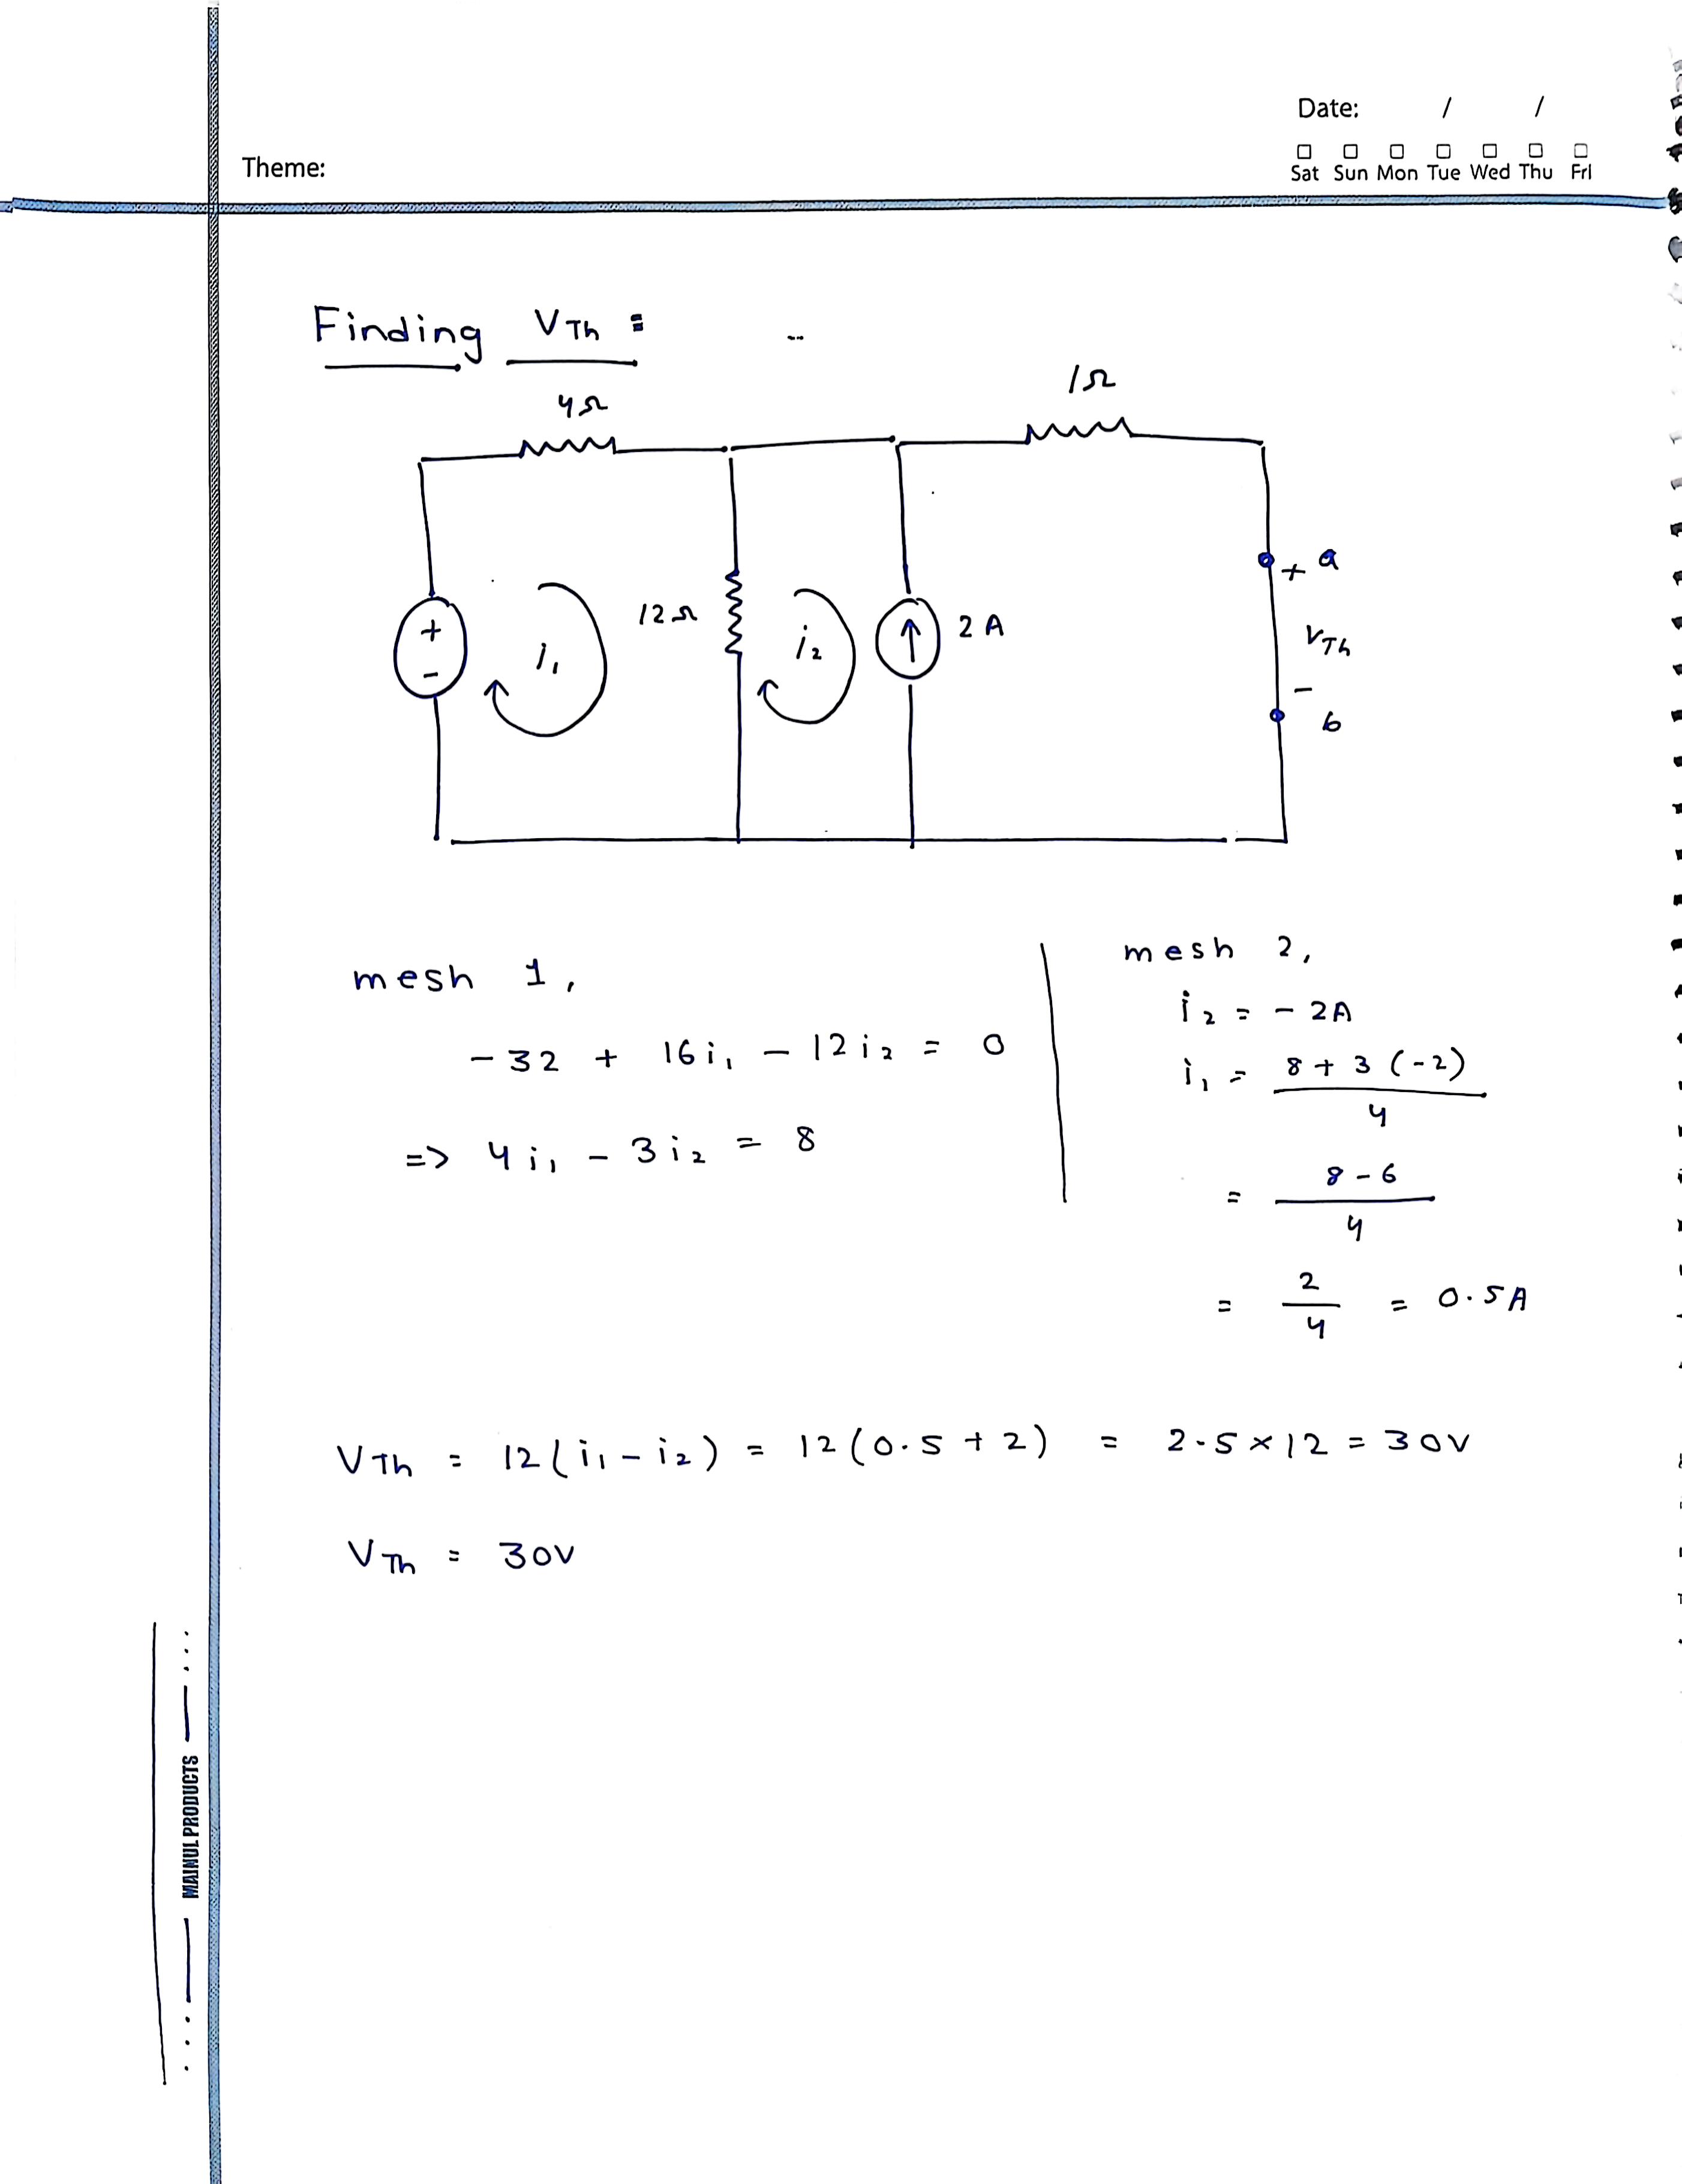 Date: / /
Sat Sun Mon Tue Wed Thu Fri
Theme:
Finding VTh :
4Ω
1Ω
+
-
i₁
12Ω
i₂
2 A
+ a
VTh
-
b
mesh 1,
-32 + 16i₁ - 12i₂ = 0
=> 4i₁ - 3i₂ = 8
mesh 2,
i₂ = - 2A
i₁ = 8 + 3 (-2) / 4
= 8 - 6 / 4
= 2 / 4 = 0.5A
VTh = 12(i₁ - i₂) = 12(0.5 + 2) = 2.5 × 12 = 30V
VTh = 30V
MAINUL PRODUCTS